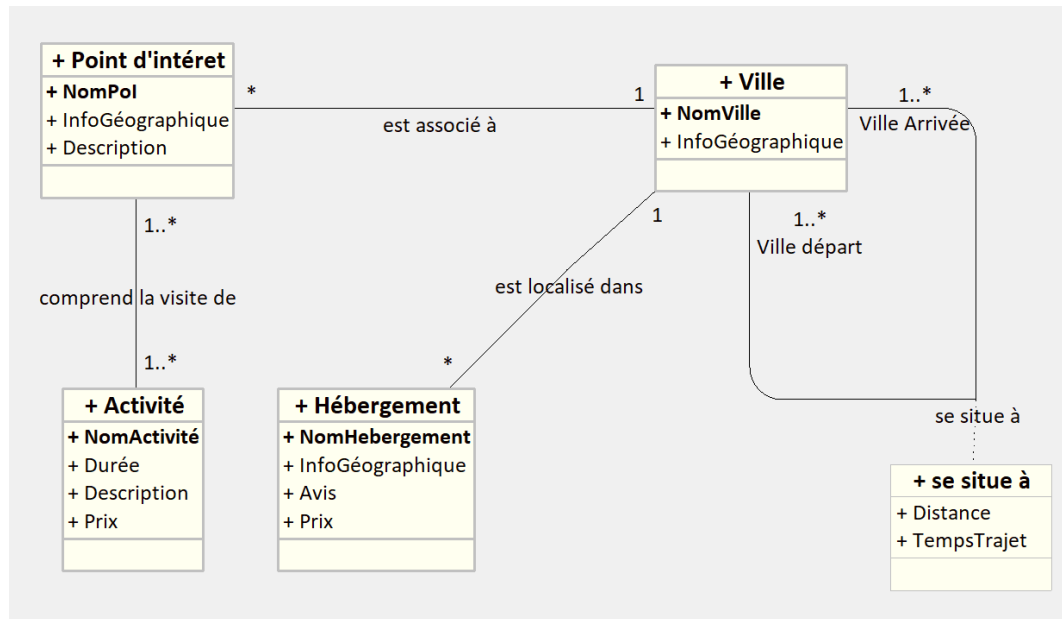 + Point d'intéret
+ NomPoI
+ InfoGéographique
+ Description
*
1
est associé à
+ Ville
+ NomVille
+ InfoGéographique
1..*
Ville Arrivée
1..*
Ville départ
1
est localisé dans
*
1..*
comprend la visite de
1..*
+ Activité
+ NomActivité
+ Durée
+ Description
+ Prix
+ Hébergement
+ NomHebergement
+ InfoGéographique
+ Avis
+ Prix
se situe à
+ se situe à
+ Distance
+ TempsTrajet